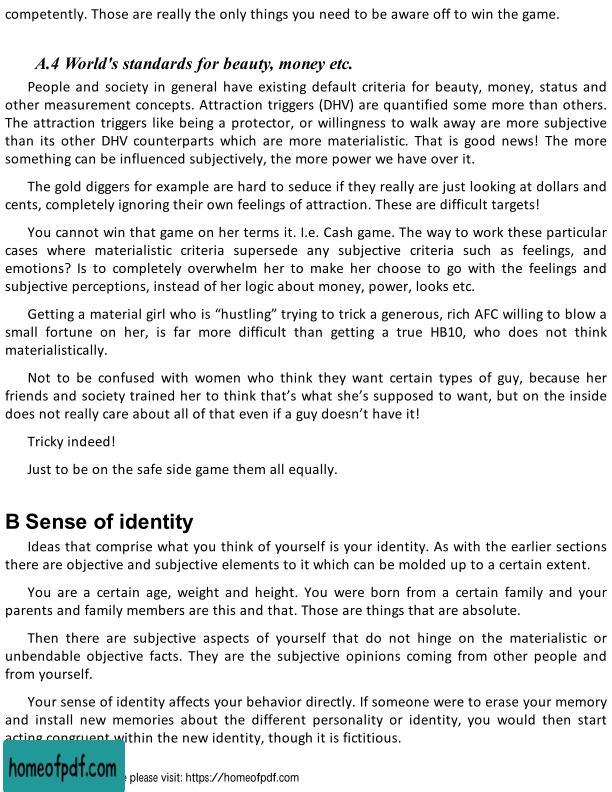 competently. Those are really the only things you need to be aware off to win the game.
A.4 World's standards for beauty, money etc.
People and society in general have existing default criteria for beauty, money, status and
other measurement concepts. Attraction triggers (DHV) are quantified some more than others.
The attraction triggers like being a protector, or willingness to walk away are more subjective
than its other DHV counterparts which are more materialistic. That is good news! The more
something can be influenced subjectively, the more power we have over it.
The gold diggers for example are hard to seduce if they really are just looking at dollars and
cents, completely ignoring their own feelings of attraction. These are difficult targets!
You cannot win that game on her terms it. I.e. Cash game. The way to work these particular
cases where materialistic criteria supersede any subjective criteria such as feelings, and
emotions? Is to completely overwhelm her to make her choose to go with the feelings and
subjective perceptions, instead of her logic about money, power, looks etc.
Getting a material girl who is “hustling” trying to trick a generous, rich AFC willing to blow a
small fortune on her, is far more difficult than getting a true HB10, who does not think
materialistically.
Not to be confused with women who think they want certain types of guy, because her
friends and society trained her to think that’s what she’s supposed to want, but on the inside
does not really care about all of that even if a guy doesn’t have it!
Tricky indeed!
Just to be on the safe side game them all equally.
B Sense of identity
Ideas that comprise what you think of yourself is your identity. As with the earlier sections
there are objective and subjective elements to it which can be molded up to a certain extent.
You are a certain age, weight and height. You were born from a certain family and your
parents and family members are this and that. Those are things that are absolute.
Then there are subjective aspects of yourself that do not hinge on the materialistic or
unbendable objective facts. They are the subjective opinions coming from other people and
from yourself.
Your sense of identity affects your behavior directly. If someone were to erase your memory
and install new memories about the different personality or identity, you would then start
acting congruent within the new identity, though it is fictitious.
homeofpdf.com please visit: https://homeofpdf.com